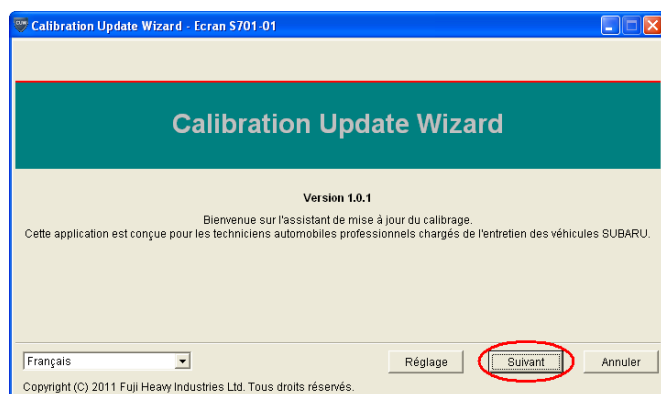 Calibration Update Wizard - Ecran S701-01
Calibration Update Wizard
Version 1.0.1
Bienvenue sur l'assistant de mise à jour du calibrage.
Cette application est conçue pour les techniciens automobiles professionnels chargés de l'entretien des véhicules SUBARU.
Français
Réglage
Suivant
Annuler
Copyright (C) 2011 Fuji Heavy Industries Ltd. Tous droits réservés.